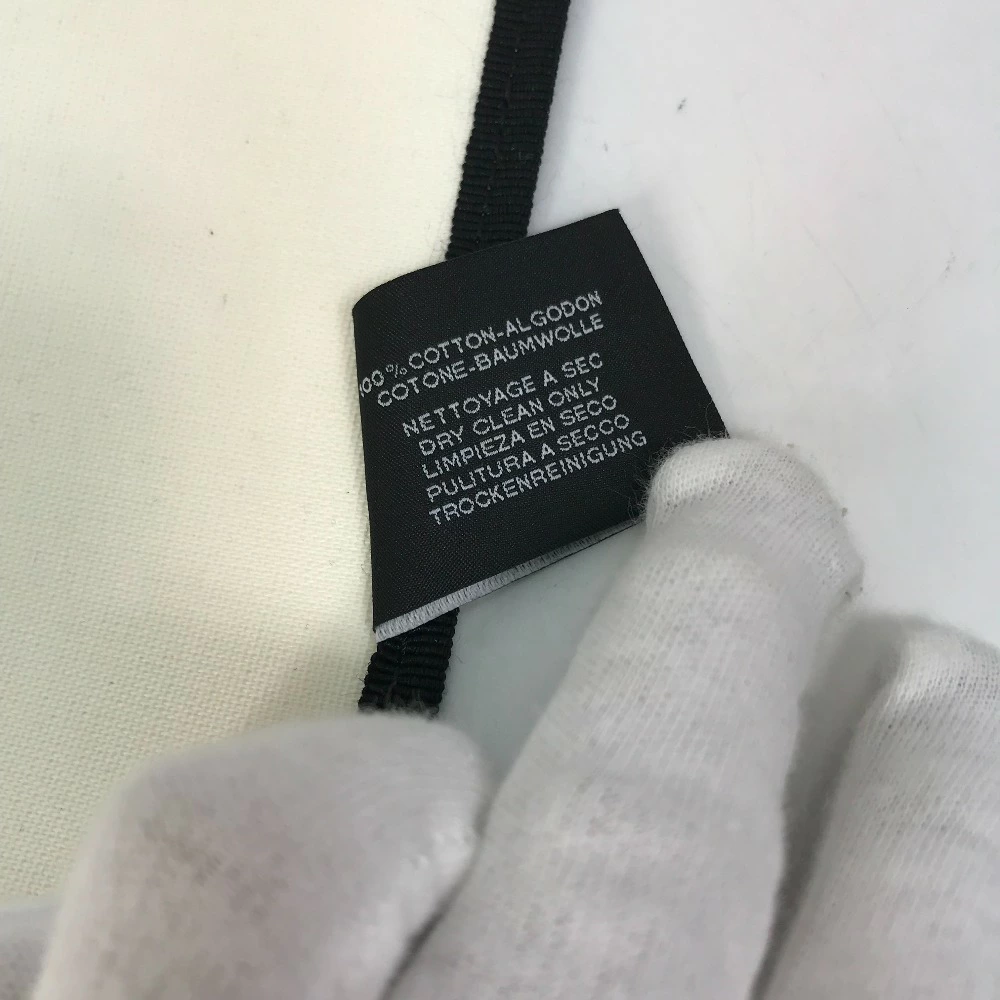 100% COTTON-ALGODON
COTONE-BAUMWOLLE
NETTOYAGE A SEC
DRY CLEAN ONLY
LIMPIEZA EN SECO
PULITURA A SECCO
TROCKENREINIGUNG